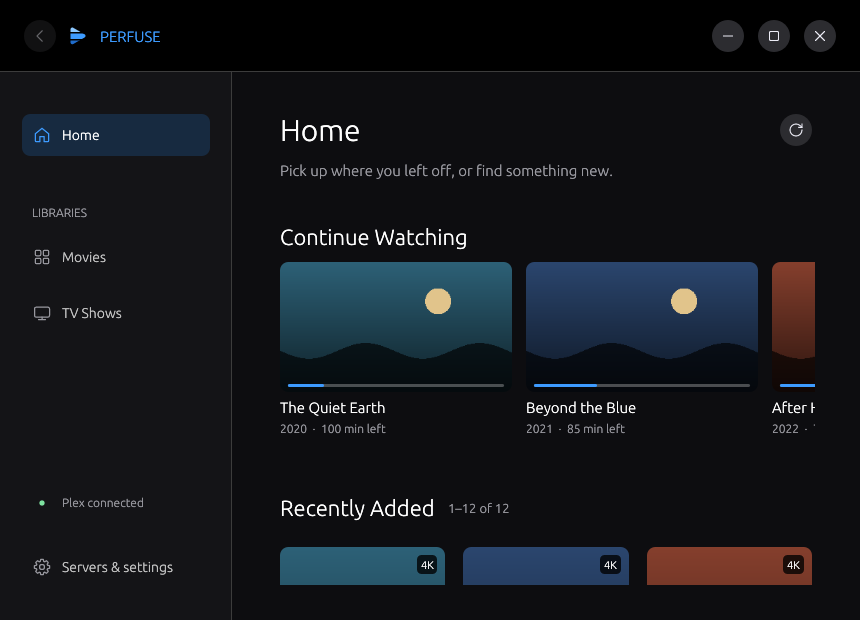 PERFUSE
Home
LIBRARIES
Movies
TV Shows
Plex connected
Servers & settings
Home
Pick up where you left off, or find something new.
Continue Watching
The Quiet Earth
2020 · 100 min left
Beyond the Blue
2021 · 85 min left
After
2022 ·
Recently Added 1–12 of 12
4K
4K
4K